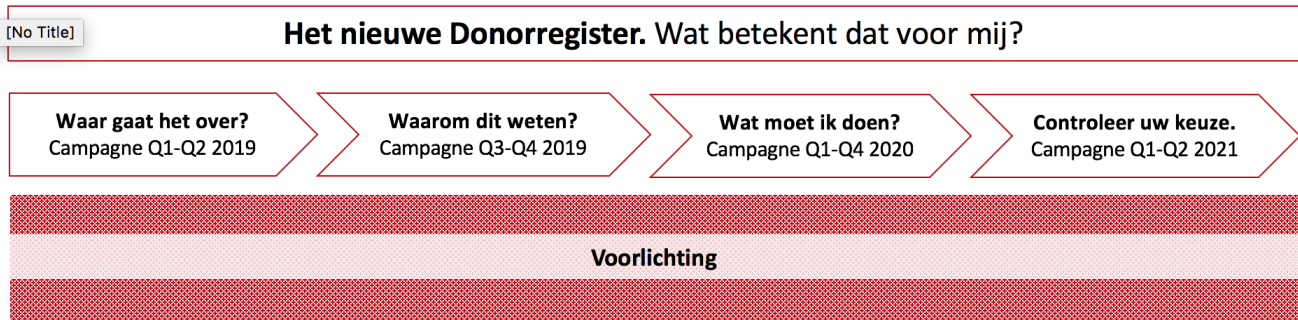 [No Title]
Het nieuwe Donorregister. Wat betekent dat voor mij?
Waar gaat het over?
Campagne Q1-Q2 2019
Waarom dit weten?
Campagne Q3-Q4 2019
Wat moet ik doen?
Campagne Q1-Q4 2020
Controleer uw keuze.
Campagne Q1-Q2 2021
Voorlichting